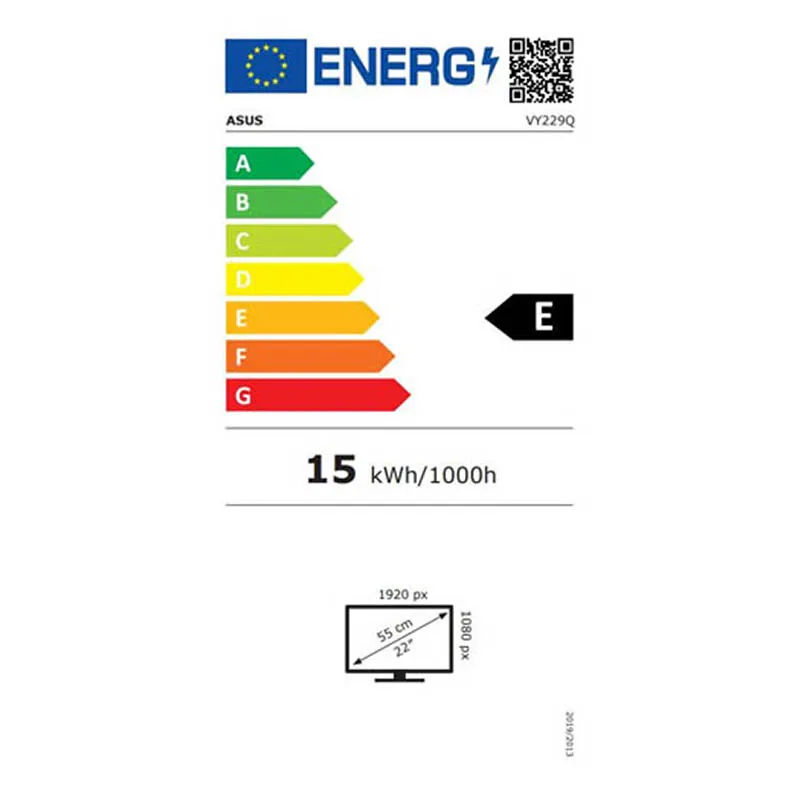 ENERG
ASUS VY229Q
A
B
C
D
E
E
F
G
15 kWh/1000h
1920 px
1080 px
55 cm
22"
2019/2013